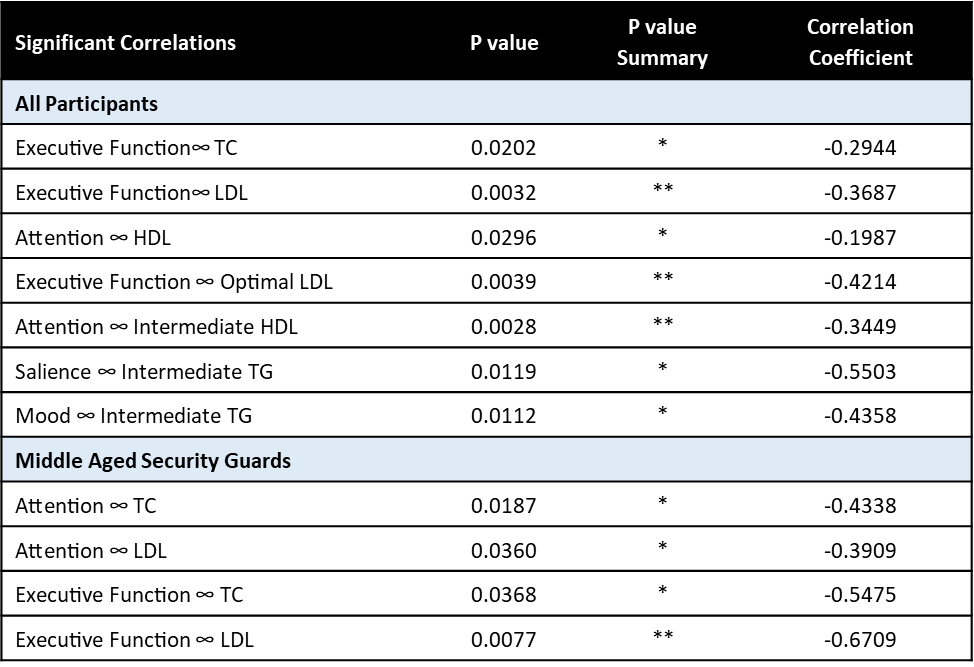 Significant Correlations P value P value Summary Correlation Coefficient
All Participants
Executive Function∞ TC 0.0202 * -0.2944
Executive Function∞ LDL 0.0032 ** -0.3687
Attention ∞ HDL 0.0296 * -0.1987
Executive Function ∞ Optimal LDL 0.0039 ** -0.4214
Attention ∞ Intermediate HDL 0.0028 ** -0.3449
Salience ∞ Intermediate TG 0.0119 * -0.5503
Mood ∞ Intermediate TG 0.0112 * -0.4358
Middle Aged Security Guards
Attention ∞ TC 0.0187 * -0.4338
Attention ∞ LDL 0.0360 * -0.3909
Executive Function ∞ TC 0.0368 * -0.5475
Executive Function ∞ LDL 0.0077 ** -0.6709